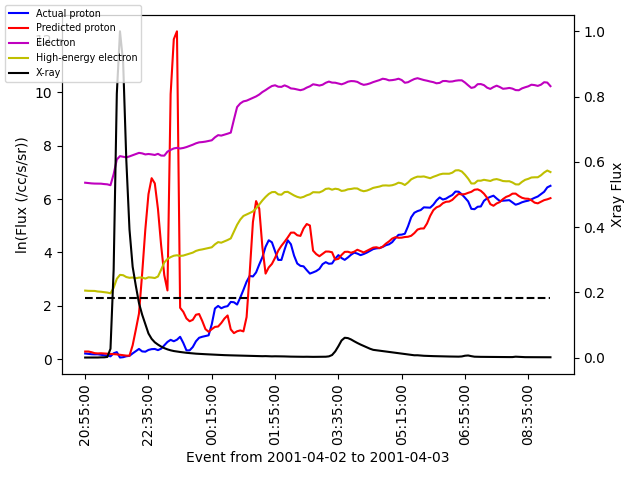 Actual proton
Predicted proton
Electron
High-energy electron
X-ray
ln(Flux (/cc/s/sr))
10
8
6
4
2
0
Xray Flux
1.0
0.8
0.6
0.4
0.2
0.0
20:55:00
22:35:00
00:15:00
01:55:00
03:35:00
05:15:00
06:55:00
08:35:00
Event from 2001-04-02 to 2001-04-03